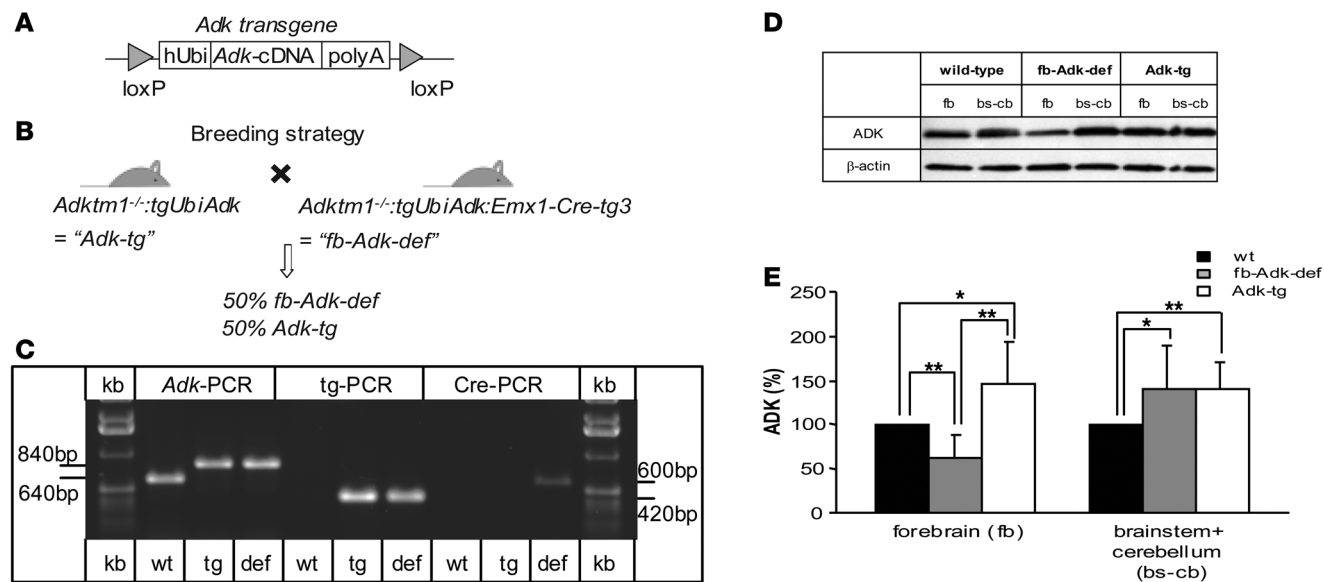 A
Adk transgene
hUbi Adk-cDNA polyA
loxP loxP
B
Breeding strategy
Adktm1-/-:tgUbiAdk
= “Adk-tg”
Adktm1-/-:tgUbiAdk:Emx1-Cre-tg3
= “fb-Adk-def”
50% fb-Adk-def
50% Adk-tg
C
kb Adk-PCR tg-PCR Cre-PCR kb
840bp
640bp
600bp
420bp
kb wt tg def wt tg def wt tg def kb
D
wild-type fb-Adk-def Adk-tg
fb bs-cb fb bs-cb fb bs-cb
ADK
β-actin
E
wt
fb-Adk-def
Adk-tg
ADK (%)
250
200
150
100
50
0
* ** ** * **
forebrain (fb)
brainstem+
cerebellum
(bs-cb)